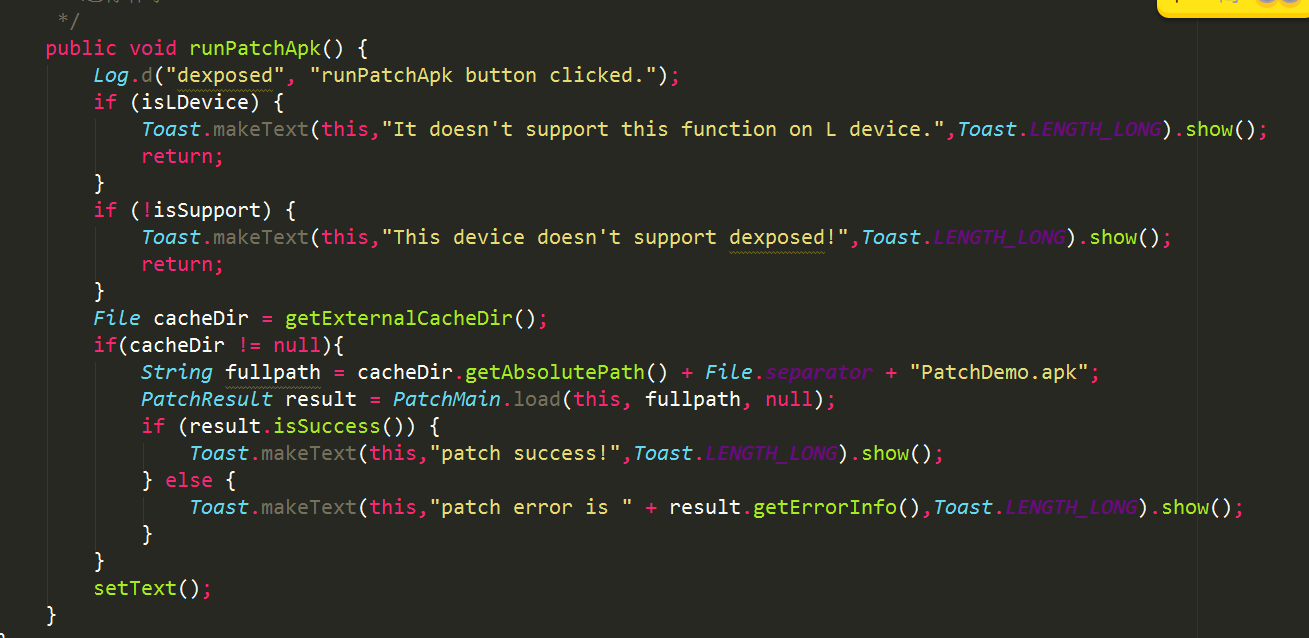 */
public void runPatchApk() {
Log.d("dexposed", "runPatchApk button clicked.");
if (isLDevice) {
Toast.makeText(this,"It doesn't support this function on L device.",Toast.LENGTH_LONG).show();
return;
}
if (!isSupport) {
Toast.makeText(this,"This device doesn't support dexposed!",Toast.LENGTH_LONG).show();
return;
}
File cacheDir = getExternalCacheDir();
if(cacheDir != null){
String fullpath = cacheDir.getAbsolutePath() + File.separator + "PatchDemo.apk";
PatchResult result = PatchMain.load(this, fullpath, null);
if (result.isSuccess()) {
Toast.makeText(this,"patch success!",Toast.LENGTH_LONG).show();
} else {
Toast.makeText(this,"patch error is " + result.getErrorInfo(),Toast.LENGTH_LONG).show();
}
}
setText();
}